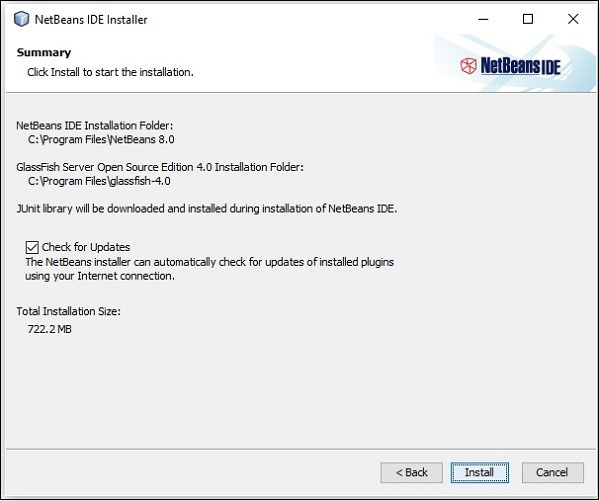 NetBeans IDE Installer
Summary
Click Install to start the installation.
NetBeans IDE
NetBeans IDE Installation Folder:
C:\Program Files\NetBeans 8.0
GlassFish Server Open Source Edition 4.0 Installation Folder:
C:\Program Files\glassfish-4.0
JUnit library will be downloaded and installed during installation of NetBeans IDE.
Check for Updates
The NetBeans installer can automatically check for updates of installed plugins
using your Internet connection.
Total Installation Size:
722.2 MB
< Back Install Cancel